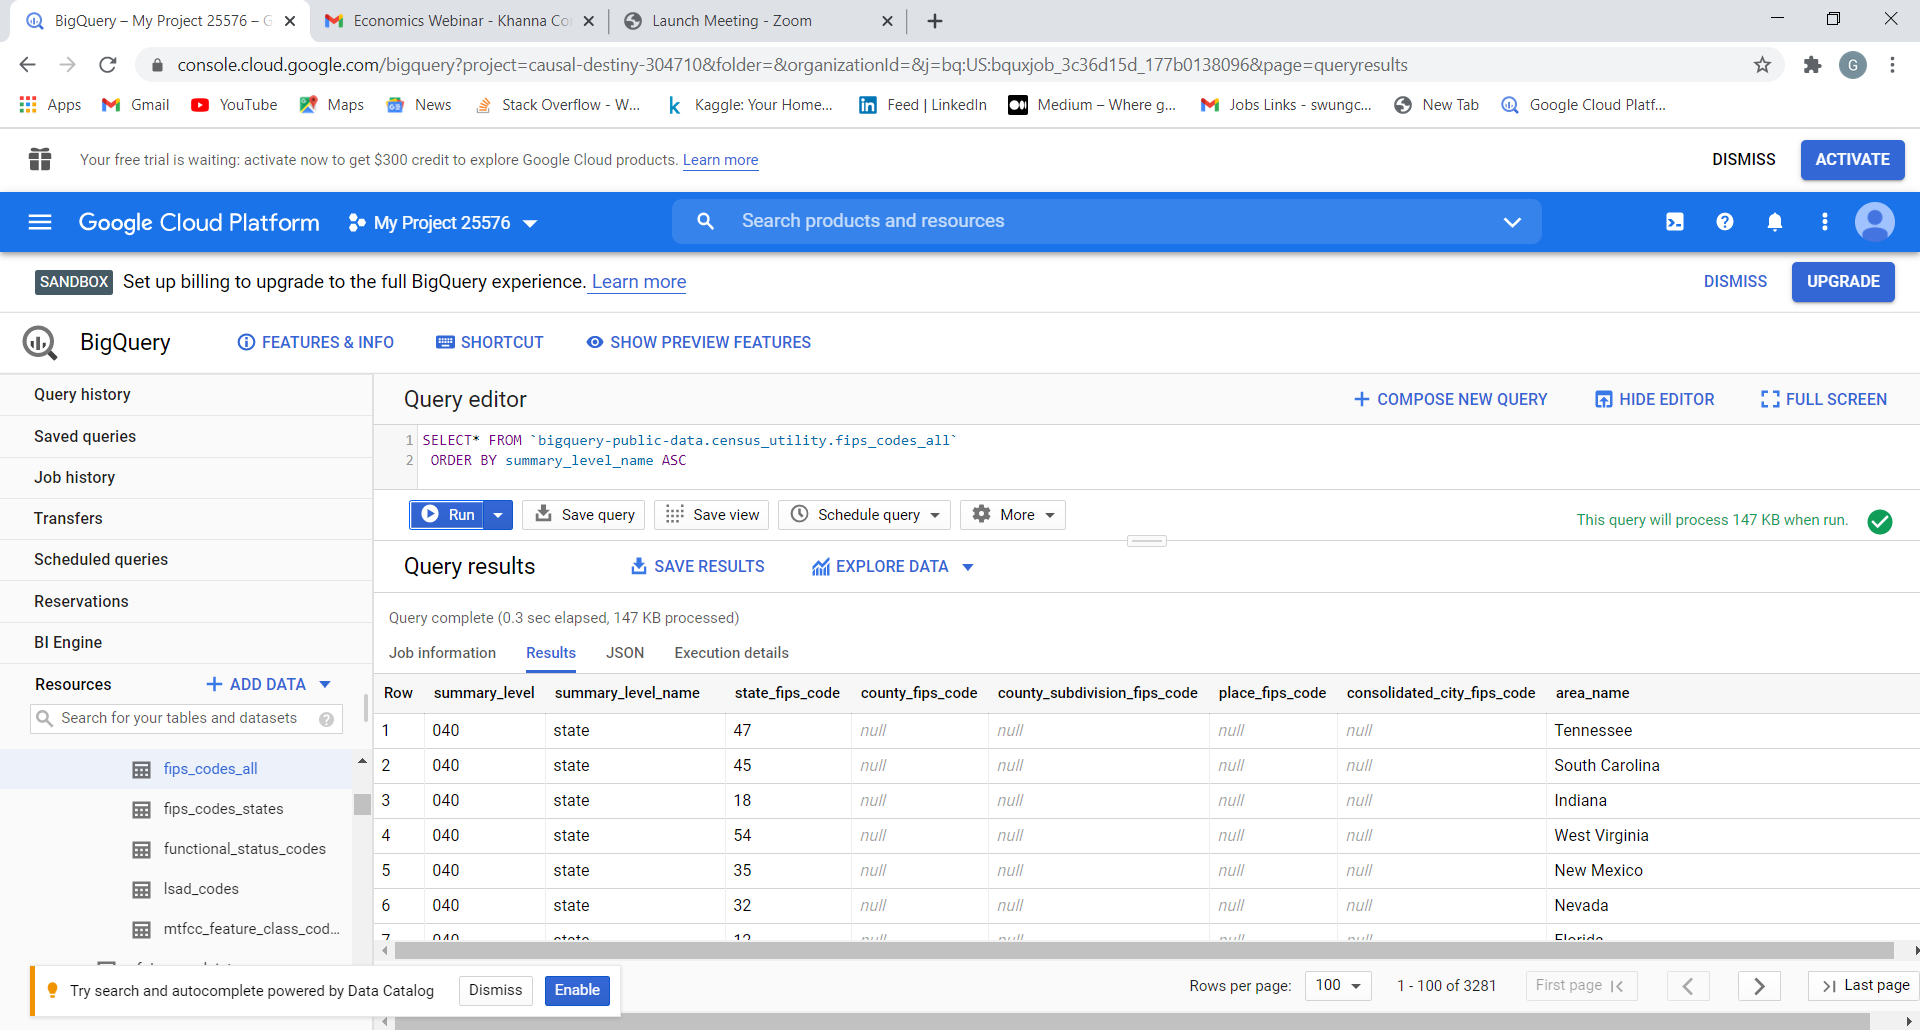 BigQuery – My Project 25576 – G
Economics Webinar - Khanna Co
Launch Meeting - Zoom
console.cloud.google.com/bigquery?project=causal-destiny-304710&folder=&organizationId=&j=bq:US:bquxjob_3c36d15d_177b0138096&page=queryresults
G
Apps Gmail YouTube Maps News Stack Overflow - W... Kaggle: Your Home... Feed | LinkedIn Medium – Where g... Jobs Links - swungc... New Tab Google Cloud Platf...
Your free trial is waiting: activate now to get $300 credit to explore Google Cloud products. Learn more
DISMISS ACTIVATE
Google Cloud Platform My Project 25576 Search products and resources
SANDBOX Set up billing to upgrade to the full BigQuery experience. Learn more
DISMISS UPGRADE
BigQuery FEATURES & INFO SHORTCUT SHOW PREVIEW FEATURES
Query history
Saved queries
Job history
Transfers
Scheduled queries
Reservations
BI Engine
Resources ADD DATA
Search for your tables and datasets
fips_codes_all
fips_codes_states
functional_status_codes
lsad_codes
mtfcc_feature_class_cod...
Query editor COMPOSE NEW QUERY HIDE EDITOR FULL SCREEN
1 SELECT* FROM `bigquery-public-data.census_utility.fips_codes_all`
2 ORDER BY summary_level_name ASC
Run Save query Save view Schedule query More
This query will process 147 KB when run.
Query results SAVE RESULTS EXPLORE DATA
Query complete (0.3 sec elapsed, 147 KB processed)
Job information Results JSON Execution details
Row summary_level summary_level_name state_fips_code county_fips_code county_subdivision_fips_code place_fips_code consolidated_city_fips_code area_name
1 040 state 47 null null null null Tennessee
2 040 state 45 null null null null South Carolina
3 040 state 18 null null null null Indiana
4 040 state 54 null null null null West Virginia
5 040 state 35 null null null null New Mexico
6 040 state 32 null null null null Nevada
7 040 state 12 null null null null Florida
Try search and autocomplete powered by Data Catalog Dismiss Enable
Rows per page: 100 1 - 100 of 3281 First page Last page